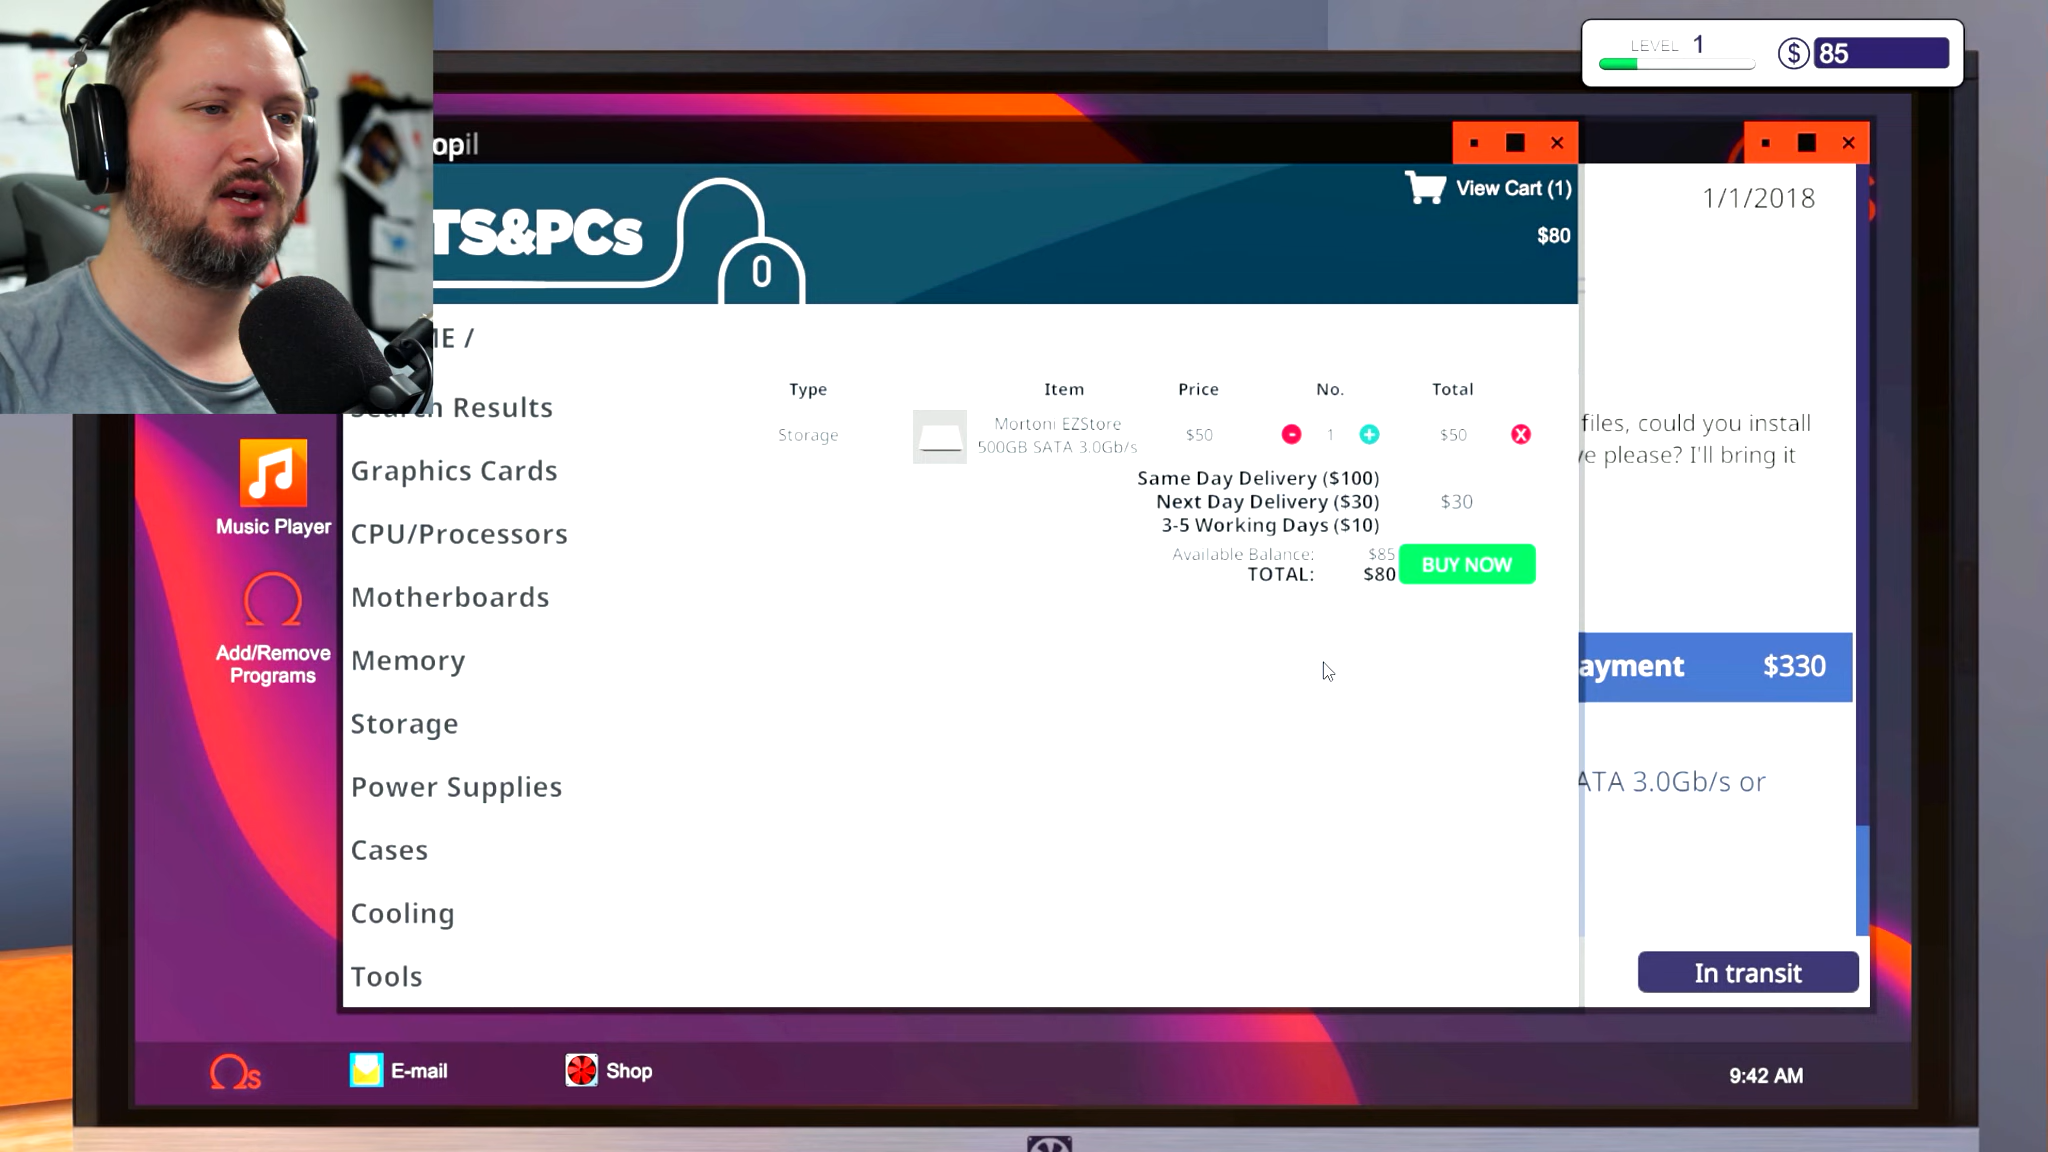 LEVEL 1
$ 85
opil
View Cart (1)
$80
TS&PCs
1/1/2018
ME /
Search Results
Graphics Cards
CPU/Processors
Motherboards
Memory
Storage
Power Supplies
Cases
Cooling
Tools
Type Item Price No. Total
Storage Mortoni EZStore $50 - 1 + $50 X
500GB SATA 3.0Gb/s
Same Day Delivery ($100)
Next Day Delivery ($30) $30
3-5 Working Days ($10)
Available Balance: $85
TOTAL: $80
BUY NOW
files, could you install
ve please? I'll bring it
ayment $330
ATA 3.0Gb/s or
In transit
Music Player
Add/Remove
Programs
Ωs
E-mail
Shop
9:42 AM